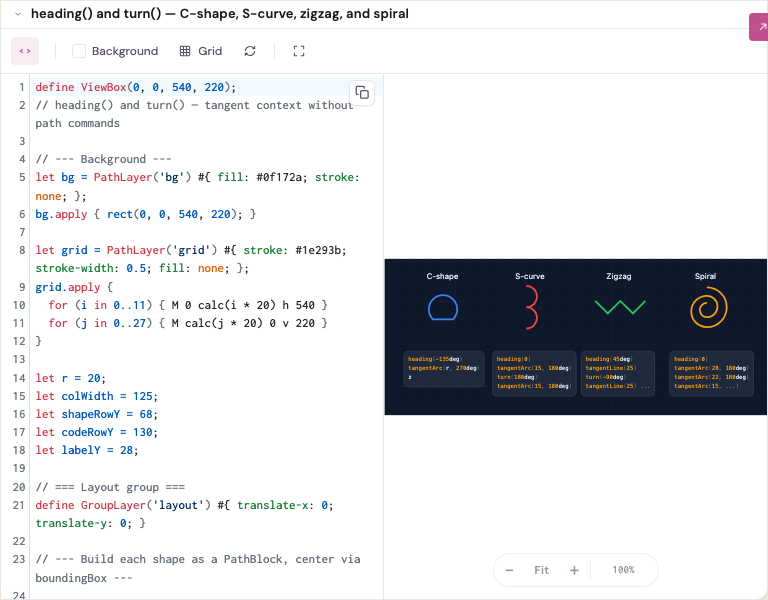 heading() and turn() — C-shape, S-curve, zigzag, and spiral
Background
Grid
1 define ViewBox(0, 0, 540, 220);
2 // heading() and turn() — tangent context without
path commands
3
4 // --- Background ---
5 let bg = PathLayer('bg') #{ fill: #0f172a; stroke:
none; };
6 bg.apply { rect(0, 0, 540, 220); }
7
8 let grid = PathLayer('grid') #{ stroke: #1e293b;
stroke-width: 0.5; fill: none; };
9 grid.apply {
10 for (i in 0..11) { M 0 calc(i * 20) h 540 }
11 for (j in 0..27) { M calc(j * 20) 0 v 220 }
12 }
13
14 let r = 20;
15 let colWidth = 125;
16 let shapeRowY = 68;
17 let codeRowY = 130;
18 let labelY = 28;
19
20 // === Layout group ===
21 define GroupLayer('layout') #{ translate-x: 0;
translate-y: 0; }
22
23 // --- Build each shape as a PathBlock, center via
boundingBox ---
24
C-shape
S-curve
Zigzag
Spiral
heading(-135deg)
tangentArc(r, 270deg)
z
heading(0)
tangentArc(15, 180deg)
turn(180deg)
tangentArc(15, 180deg)
heading(45deg)
tangentLine(25)
turn(-90deg)
tangentLine(25) ...
heading(0)
tangentArc(28, 180deg)
tangentArc(22, 180deg)
tangentArc(15, ...)
− Fit + 100%